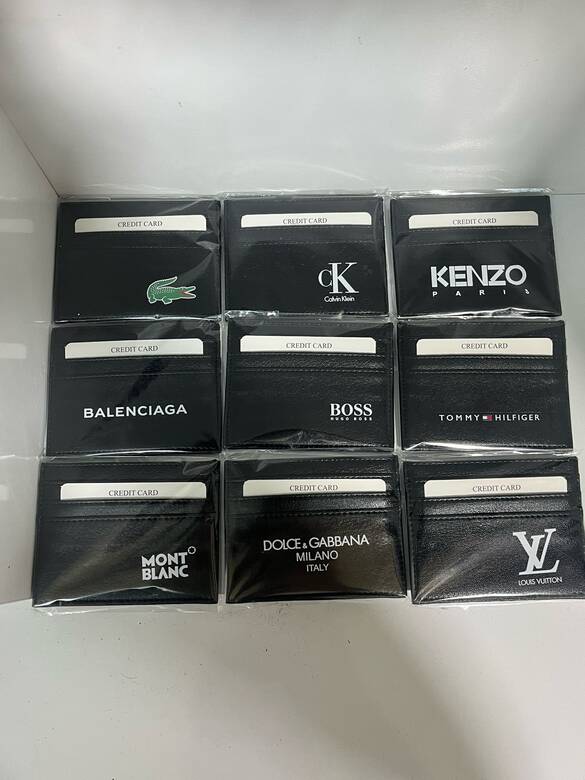 CREDIT CARD
CREDIT CARD
CK
Calvin Klein
CREDIT CARD
KENZO
PARIS
CREDIT CARD
BALENCIAGA
CREDIT CARD
BOSS
HUGO BOSS
CREDIT CARD
TOMMY HILFIGER
CREDIT CARD
MONT
BLANC
CREDIT CARD
DOLCE & GABBANA
MILANO
ITALY
CREDIT CARD
LV
LOUIS VUITTON